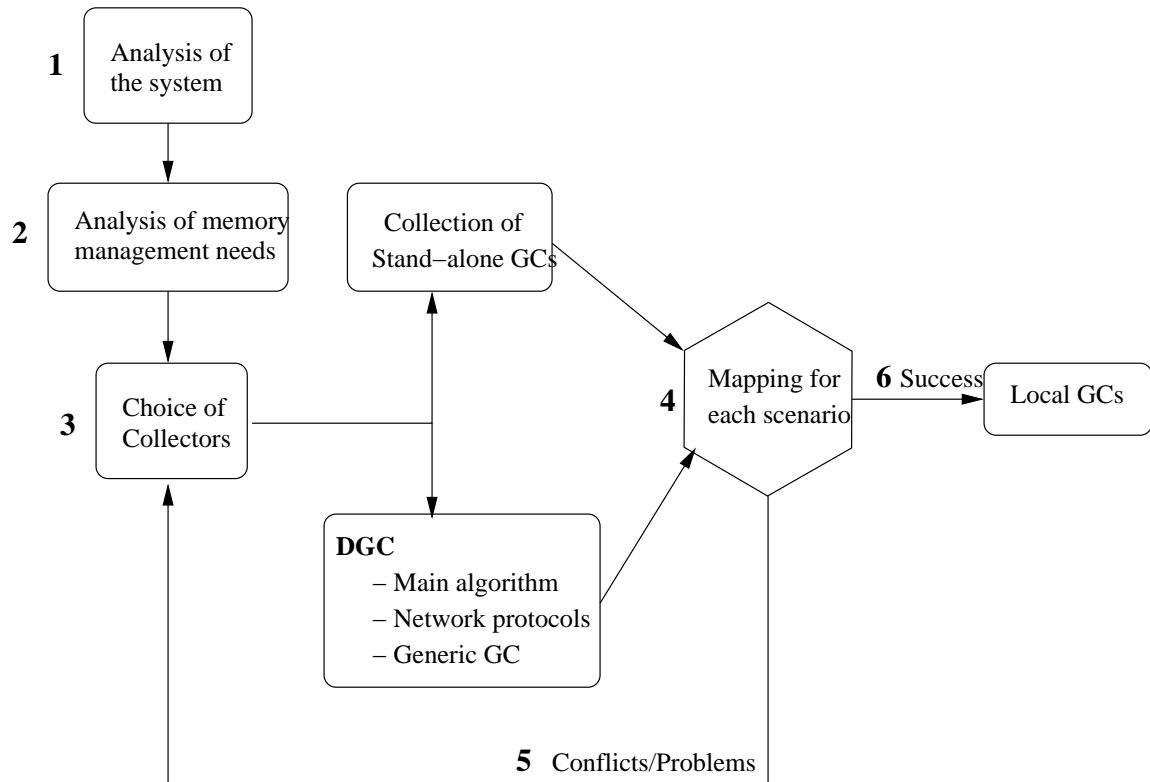 1
Analysis of
the system
2
Analysis of memory
management needs
3
Choice of
Collectors
Collection of
Stand−alone GCs
DGC
− Main algorithm
− Network protocols
− Generic GC
4
Mapping for
each scenario
5 Conflicts/Problems
6 Success
Local GCs